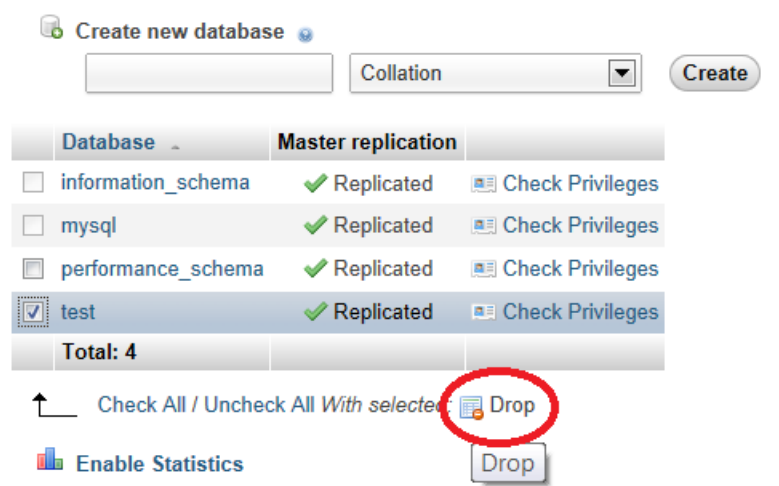 Create new database
Collation Create
Database Master replication
information_schema Replicated Check Privileges
mysql Replicated Check Privileges
performance_schema Replicated Check Privileges
test Replicated Check Privileges
Total: 4
Check All / Uncheck All With selected: Drop
Enable Statistics Drop